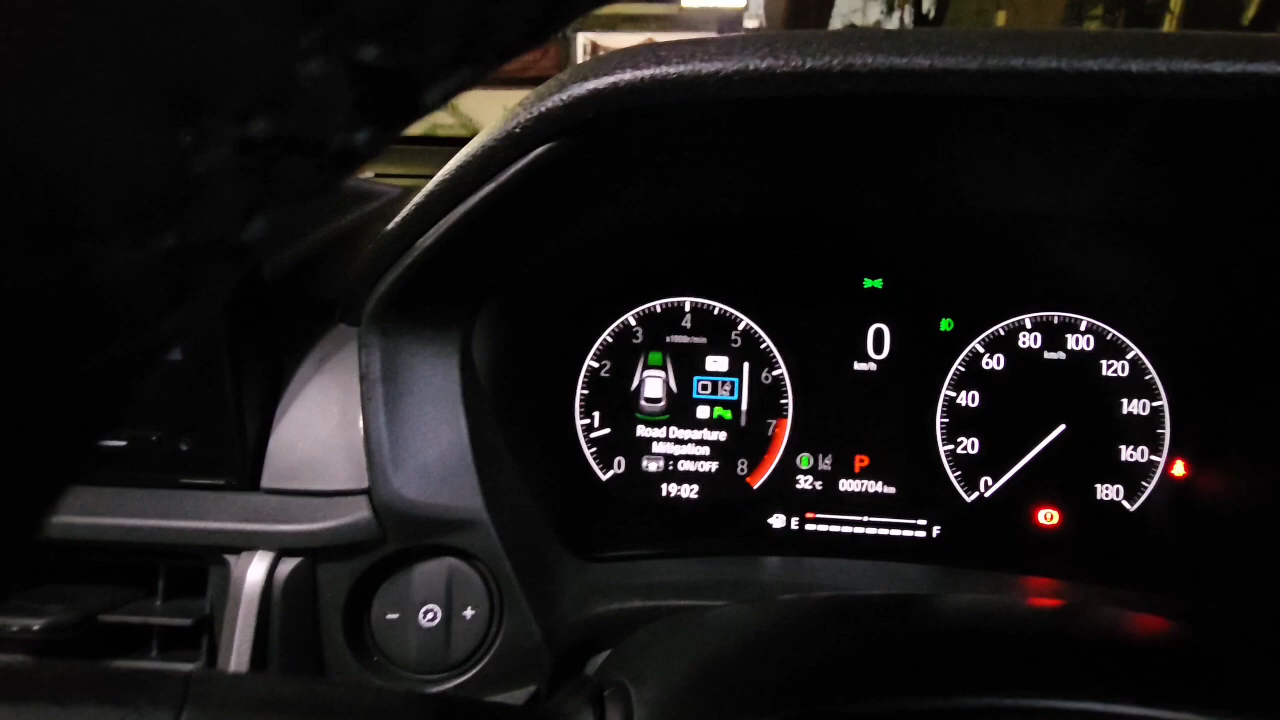 4
3
5
x1000r/min
2
6
1
7
Road Departure
Mitigation
: ON/OFF
0
8
19:02
0
km/h
P
32°C
000704 km
E
F
80
100
km/h
60
120
40
140
20
160
0
180
-
+